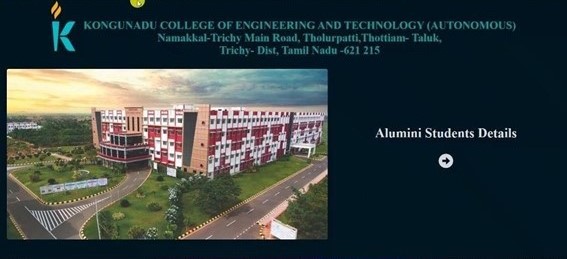 KONGUNADU COLLEGE OF ENGINEERING AND TECHNOLOGY (AUTONOMOUS)
Namakkal-Trichy Main Road, Tholurpatti,Thottiam- Taluk,
Trichy- Dist, Tamil Nadu -621 215
Alumini Students Details